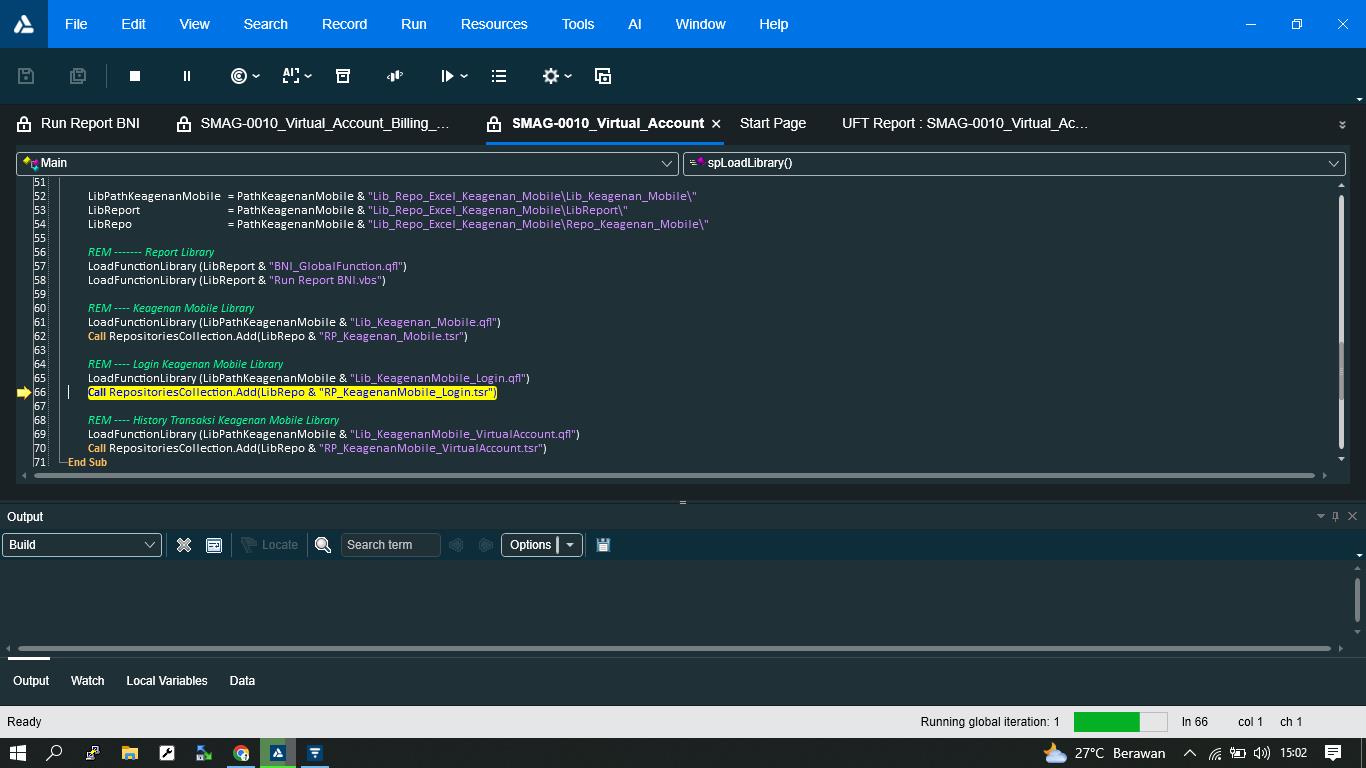 File Edit View Search Record Run Resources Tools AI Window Help
Run Report BNI SMAG-0010_Virtual_Account_Billing_... SMAG-0010_Virtual_Account Start Page UFT Report : SMAG-0010_Virtual_Ac...
Main spLoadLibrary()
51
52 LibPathKeagenanMobile = PathKeagenanMobile & "Lib_Repo_Excel_Keagenan_Mobile\Lib_Keagenan_Mobile\"
53 LibReport = PathKeagenanMobile & "Lib_Repo_Excel_Keagenan_Mobile\LibReport\"
54 LibRepo = PathKeagenanMobile & "Lib_Repo_Excel_Keagenan_Mobile\Repo_Keagenan_Mobile\"
55
56 REM ------- Report Library
57 LoadFunctionLibrary (LibReport & "BNI_GlobalFunction.qfl")
58 LoadFunctionLibrary (LibReport & "Run Report BNI.vbs")
59
60 REM ---- Keagenan Mobile Library
61 LoadFunctionLibrary (LibPathKeagenanMobile & "Lib_Keagenan_Mobile.qfl")
62 Call RepositoriesCollection.Add(LibRepo & "RP_Keagenan_Mobile.tsr")
63
64 REM ---- Login Keagenan Mobile Library
65 LoadFunctionLibrary (LibPathKeagenanMobile & "Lib_KeagenanMobile_Login.qfl")
66 Call RepositoriesCollection.Add(LibRepo & "RP_KeagenanMobile_Login.tsr")
67
68 REM ---- History Transaksi Keagenan Mobile Library
69 LoadFunctionLibrary (LibPathKeagenanMobile & "Lib_KeagenanMobile_VirtualAccount.qfl")
70 Call RepositoriesCollection.Add(LibRepo & "RP_KeagenanMobile_VirtualAccount.tsr")
71 End Sub
Output
Build Locate Search term Options
Output Watch Local Variables Data
Ready Running global iteration: 1 ln 66 col 1 ch 1
27°C Berawan 15:02